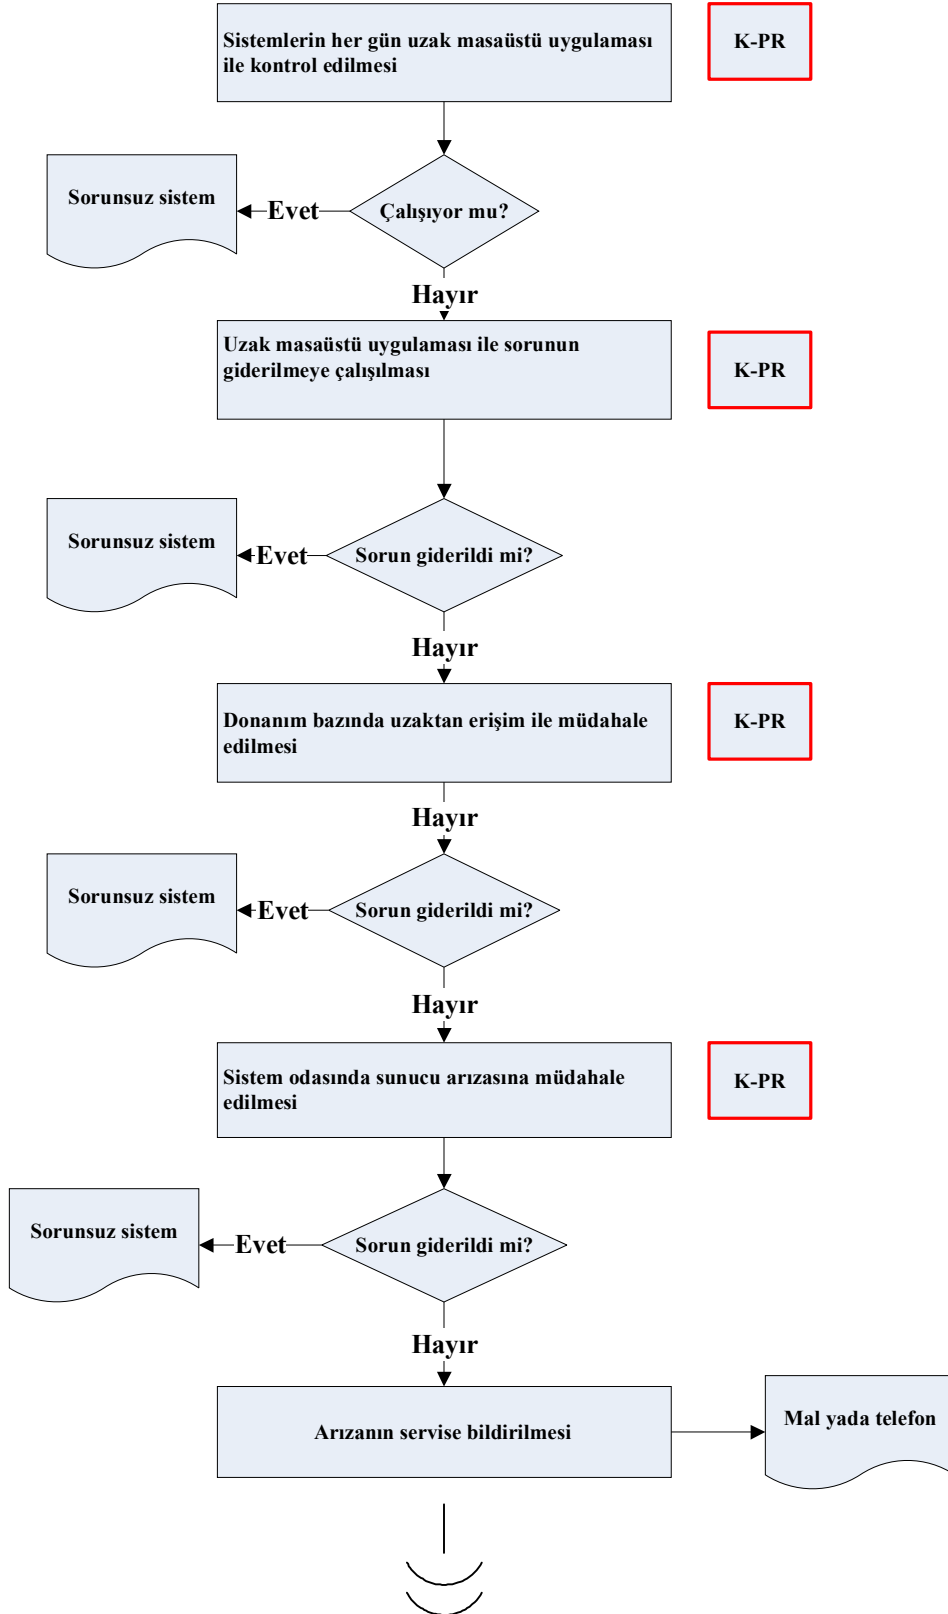 Sistemlerin her gün uzak masaüstü uygulaması
ile kontrol edilmesi
K-PR
Sorunsuz sistem
Evet
Çalışıyor mu?
Hayır
Uzak masaüstü uygulaması ile sorunun
giderilmeye çalışılması
K-PR
Sorunsuz sistem
Evet
Sorun giderildi mi?
Hayır
Donanım bazında uzaktan erişim ile müdahale
edilmesi
K-PR
Hayır
Sorunsuz sistem
Evet
Sorun giderildi mi?
Hayır
Sistem odasında sunucu arızasına müdahale
edilmesi
K-PR
Sorunsuz sistem
Evet
Sorun giderildi mi?
Hayır
Arızanın servise bildirilmesi
Mal yada telefon